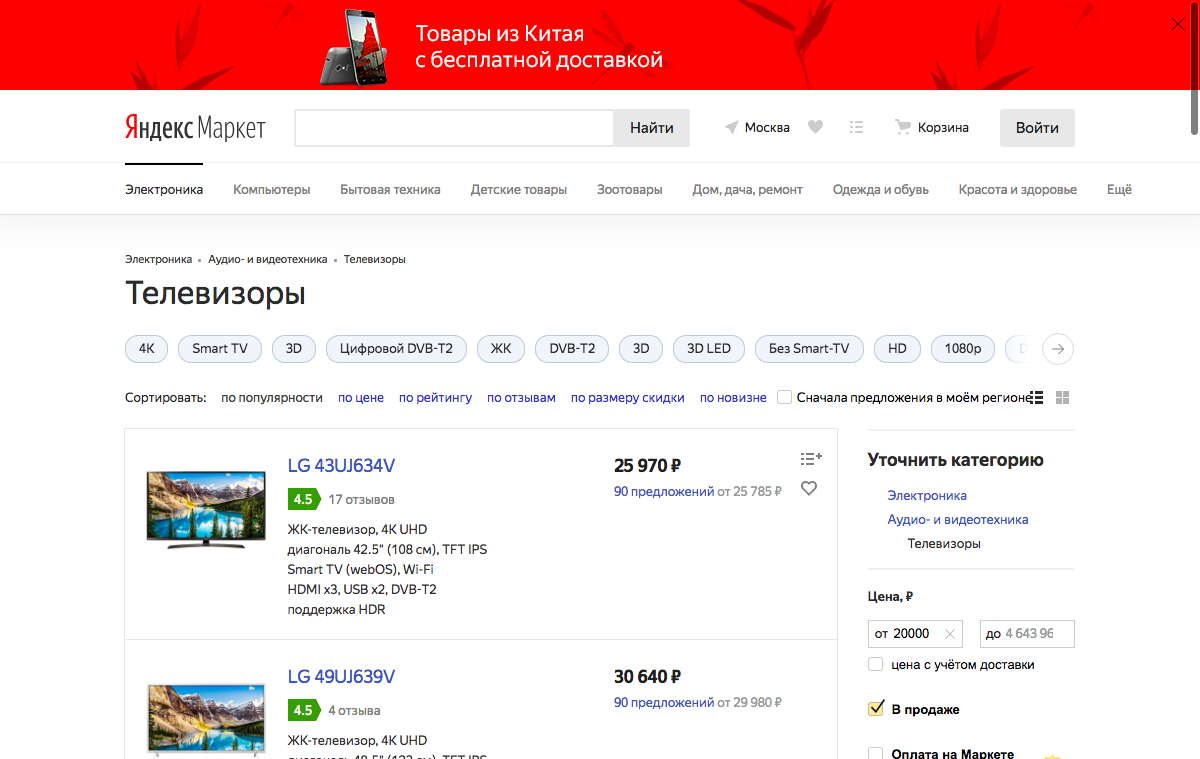 Товары из Китая
с бесплатной доставкой
Яндекс Маркет
Найти
Москва
Корзина
Войти
Электроника Компьютеры Бытовая техника Детские товары Зоотовары Дом, дача, ремонт Одежда и обувь Красота и здоровье Ещё
Электроника • Аудио- и видеотехника • Телевизоры
Телевизоры
4K Smart TV 3D Цифровой DVB-T2 ЖК DVB-T2 3D 3D LED Без Smart-TV HD 1080p
Сортировать: по популярности по цене по рейтингу по отзывам по размеру скидки по новизне Сначала предложения в моём регионе
LG 43UJ634V
4.5 17 отзывов
ЖК-телевизор, 4K UHD
диагональ 42.5" (108 см), TFT IPS
Smart TV (webOS), Wi-Fi
HDMI x3, USB x2, DVB-T2
поддержка HDR
25 970 ₽
90 предложений от 25 785 ₽
LG 49UJ639V
4.5 4 отзыва
ЖК-телевизор, 4K UHD
диагональ 48.5" (123 см), TFT IPS
30 640 ₽
90 предложений от 29 980 ₽
Уточнить категорию
Электроника
Аудио- и видеотехника
Телевизоры
Цена, ₽
от 20000
до 4 643 96
цена с учётом доставки
В продаже
Оплата на Маркете